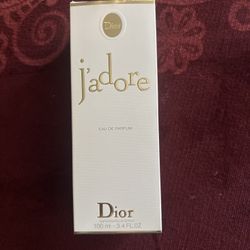 Dior
j'adore
EAU DE PARFUM
Dior
100 ml - 3.4 FL.OZ